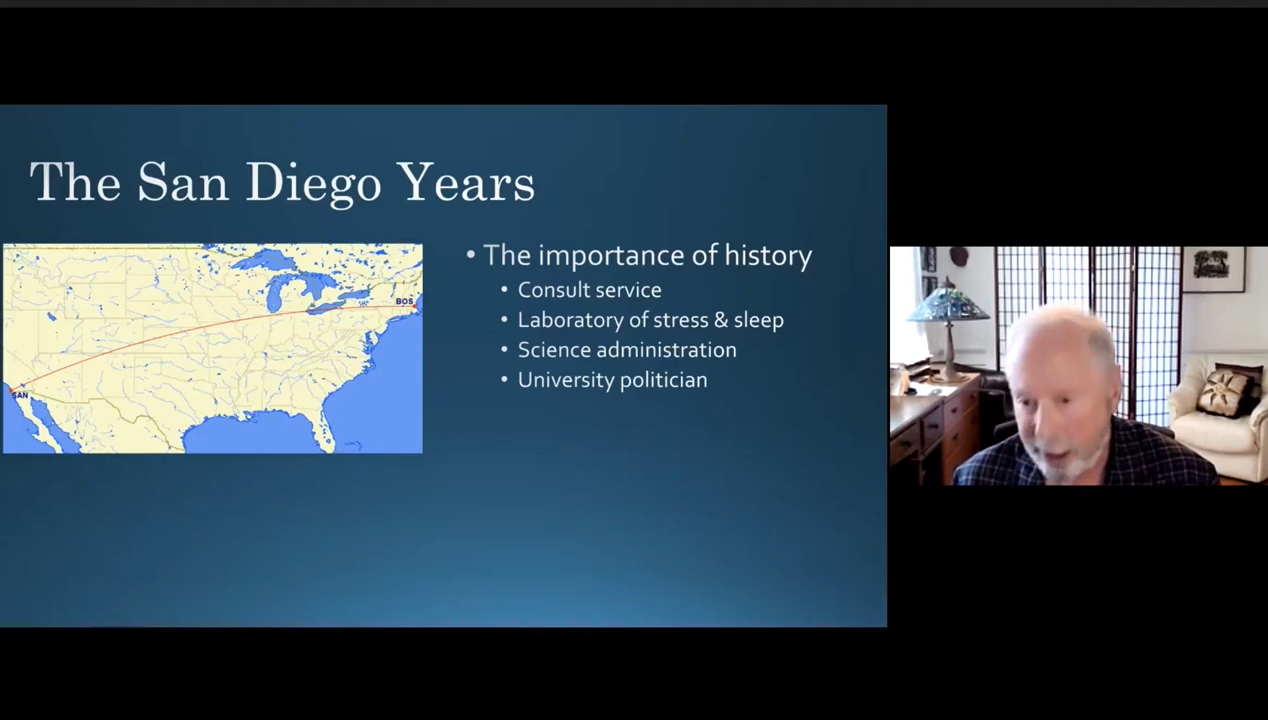 The San Diego Years
BOS
SAN
• The importance of history
• Consult service
• Laboratory of stress & sleep
• Science administration
• University politician